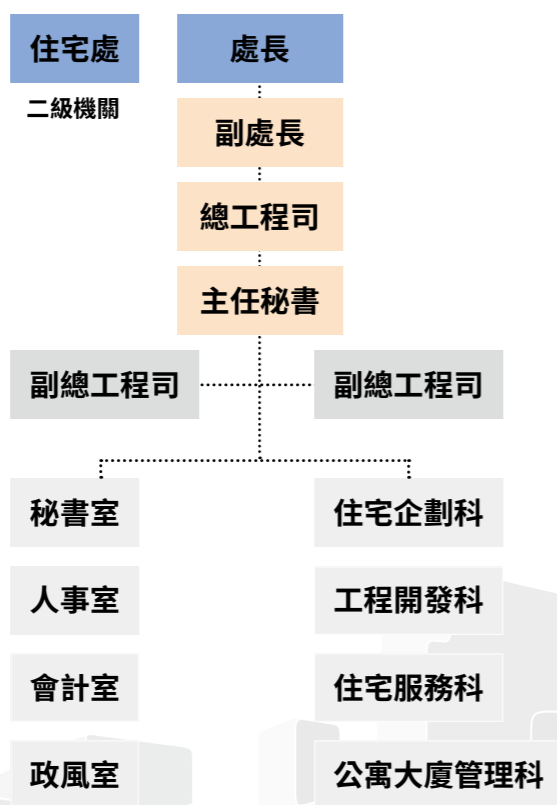 住宅處
處長
二級機關
副處長
總工程司
主任秘書
副總工程司
副總工程司
秘書室
住宅企劃科
人事室
工程開發科
會計室
住宅服務科
政風室
公寓大廈管理科